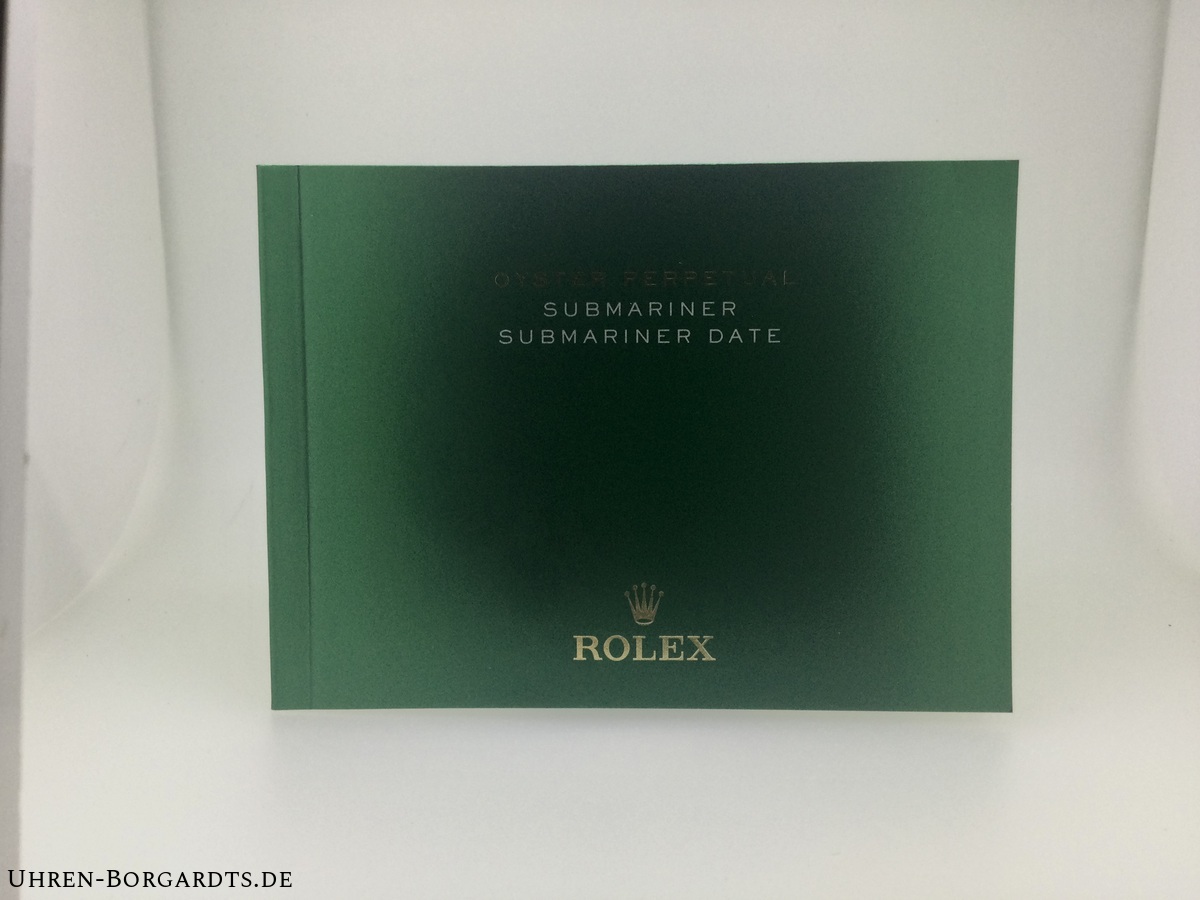 OYSTER PERPETUAL
SUBMARINER
SUBMARINER DATE
ROLEX
UHREN-BORGARDTS.DE